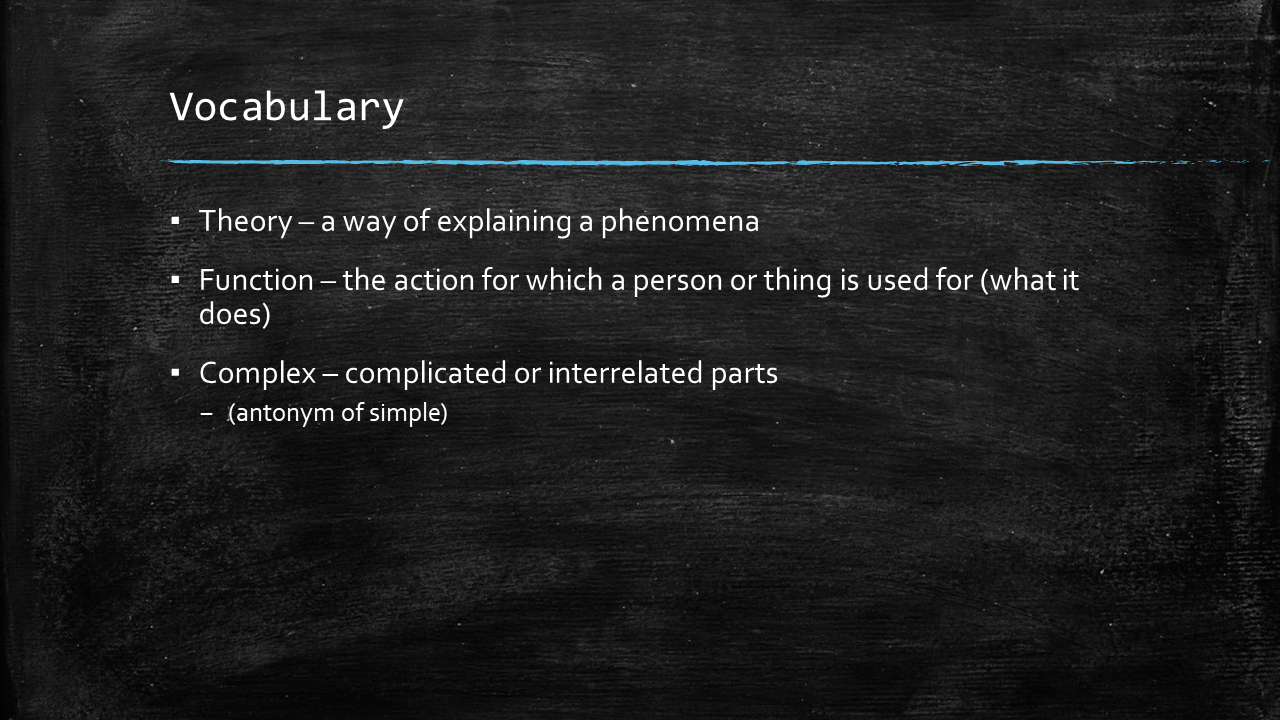 Vocabulary
▪ Theory – a way of explaining a phenomena
▪ Function – the action for which a person or thing is used for (what it
does)
▪ Complex – complicated or interrelated parts
– (antonym of simple)